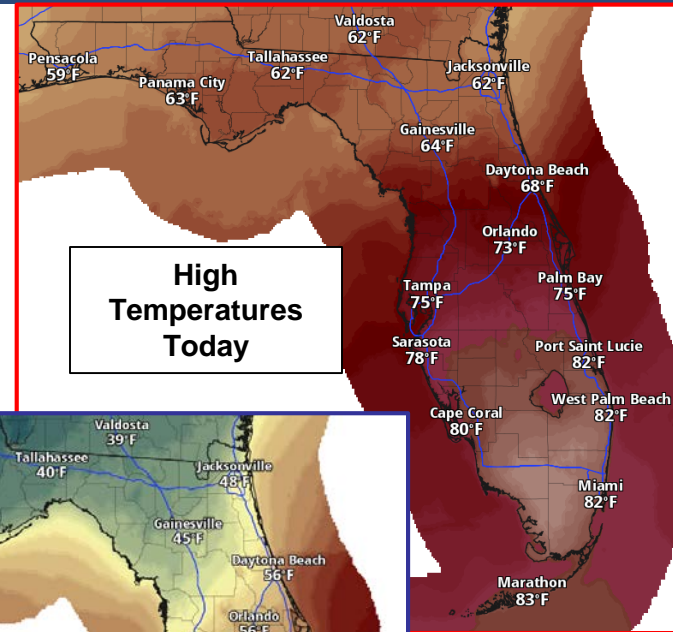 Valdosta
62°F
Pensacola
59°F
Tallahassee
62°F
Jacksonville
62°F
Panama City
63°F
Gainesville
64°F
Daytona Beach
68°F
Orlando
73°F
High
Temperatures
Today
Tampa
75°F
Palm Bay
75°F
Sarasota
78°F
Port Saint Lucie
82°F
West Palm Beach
82°F
Cape Coral
80°F
Miami
82°F
Marathon
83°F
Valdosta
39°F
Tallahassee
40°F
Jacksonville
48°F
Gainesville
45°F
Daytona Beach
56°F
Orlando
56°F